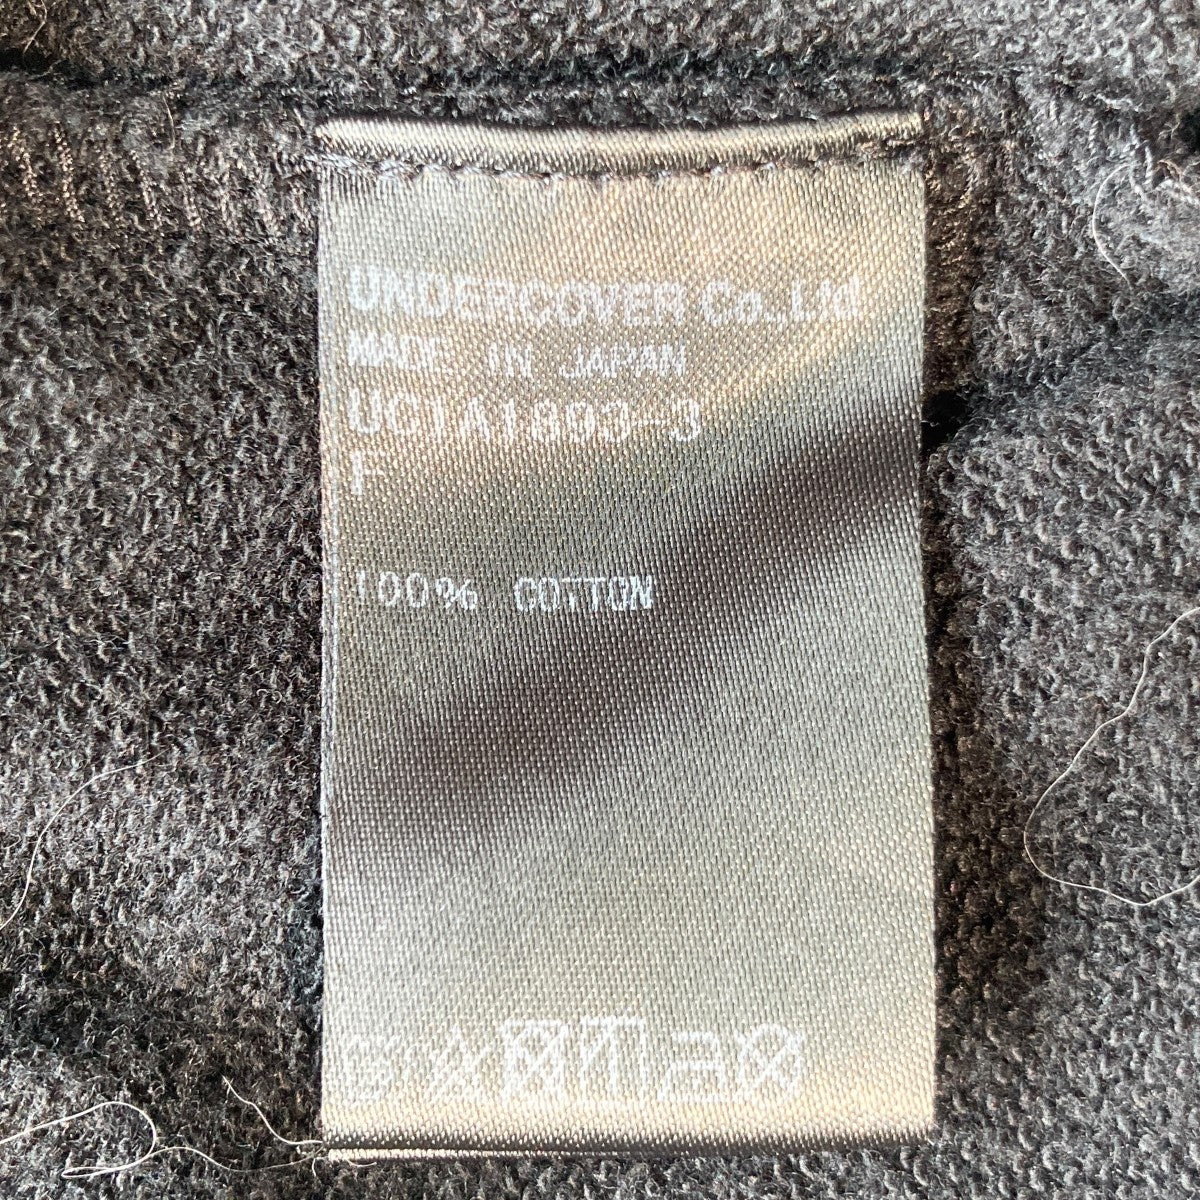 UNDERCOVER Co.,Ltd
MADE IN JAPAN
UC1A1893-3
F
100% COTTON